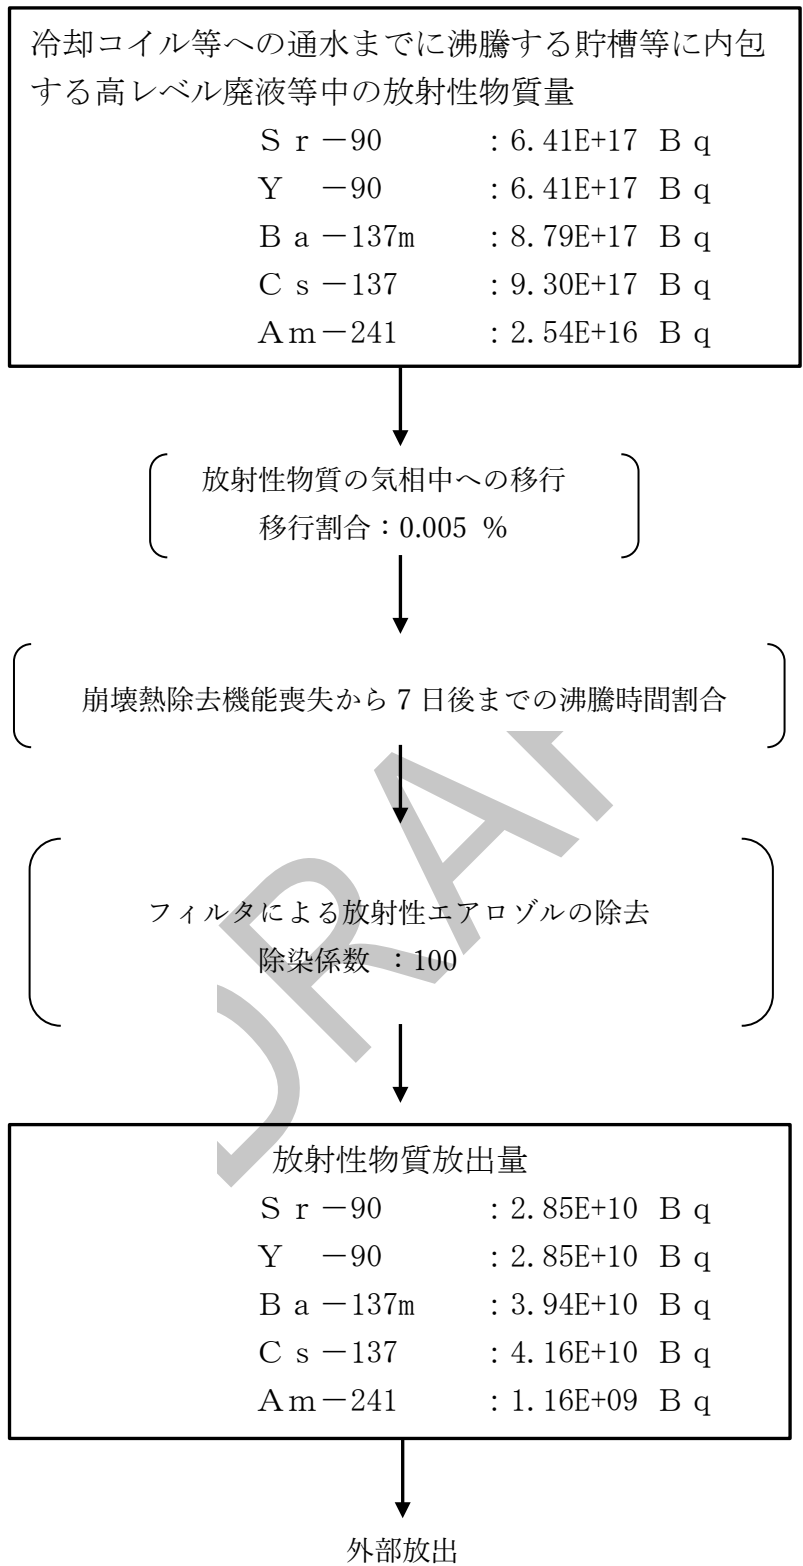 冷却コイル等への通水までに沸騰する貯槽等に内包
する高レベル廃液等中の放射性物質量
Ｓｒ－90 ：6.41E+17 Ｂｑ
Ｙ －90 ：6.41E+17 Ｂｑ
Ｂａ－137m ：8.79E+17 Ｂｑ
Ｃｓ－137 ：9.30E+17 Ｂｑ
Ａｍ－241 ：2.54E+16 Ｂｑ
放射性物質の気相中への移行
移行割合：0.005 %
崩壊熱除去機能喪失から 7 日後までの沸騰時間割合
フィルタによる放射性エアロゾルの除去
除染係数 ：100
DRAF
放射性物質放出量
Ｓｒ－90 ：2.85E+10 Ｂｑ
Ｙ －90 ：2.85E+10 Ｂｑ
Ｂａ－137m ：3.94E+10 Ｂｑ
Ｃｓ－137 ：4.16E+10 Ｂｑ
Ａｍ－241 ：1.16E+09 Ｂｑ
外部放出